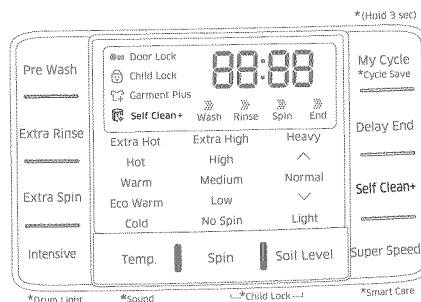 *(Hold 3 sec)
Pre Wash
Extra Rinse
Extra Spin
Intensive
Door Lock
Child Lock
Garment Plus
Self Clean+
88:88
Wash Rinse Spin End
Extra Hot Extra High Heavy
Hot High
Warm Medium Normal
Eco Warm Low
Cold No Spin Light
Temp. Spin Soil Level
My Cycle
*Cycle Save
Delay End
Self Clean+
Super Speed
*Drum Light *Sound *Child Lock *Smart Care